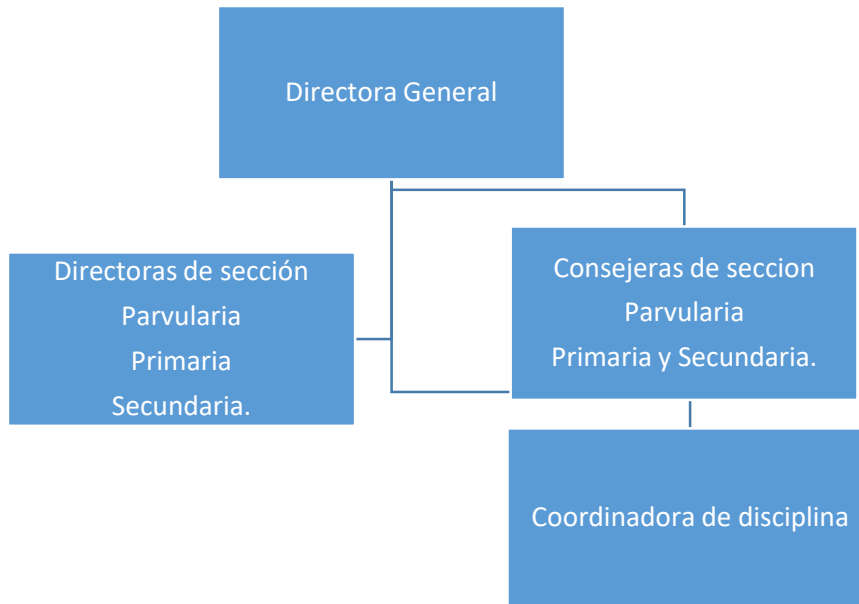 Directora General
Directoras de sección
Parvularia
Primaria
Secundaria.
Consejeras de seccion
Parvularia
Primaria y Secundaria.
Coordinadora de disciplina